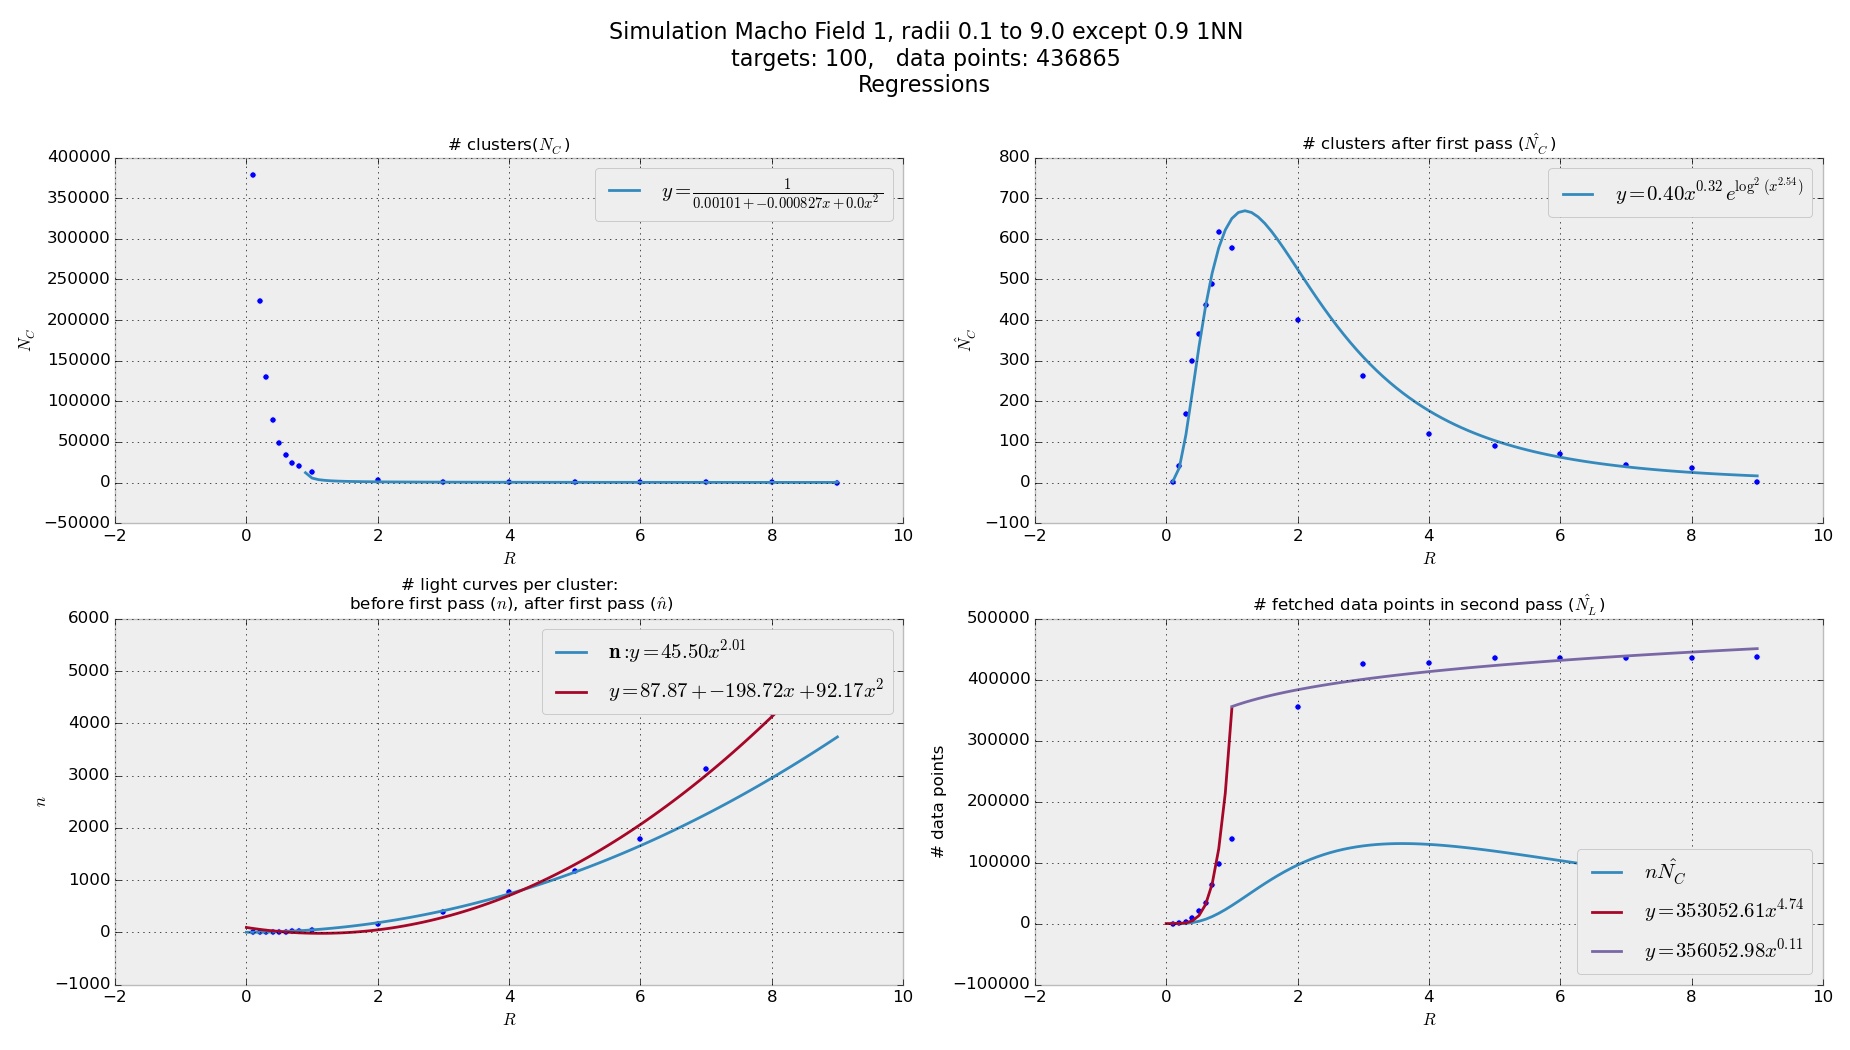 Simulation Macho Field 1, radii 0.1 to 9.0 except 0.9 1NN
targets: 100,   data points: 436865
Regressions
# clusters(N_C)
400000
350000
300000
250000
200000
150000
100000
50000
0
−50000
N_C
−2 0 2 4 6 8 10
R
y = 1/(0.00101 + −0.000827x + 0.0x^2)
# clusters after first pass (N̂_C)
800
700
600
500
400
300
200
100
0
−100
N̂_C
−2 0 2 4 6 8 10
R
y = 0.40x^0.32 e^(log^2 (x^2.54))
# light curves per cluster:
before first pass (n), after first pass (n̂)
6000
5000
4000
3000
2000
1000
0
−1000
n
−2 0 2 4 6 8 10
R
n: y = 45.50x^2.01
y = 87.87 + −198.72x + 92.17x^2
# fetched data points in second pass (N̂_L)
500000
400000
300000
200000
100000
0
−100000
# data points
−2 0 2 4 6 8 10
R
nN̂_C
y = 353052.61x^4.74
y = 356052.98x^0.11